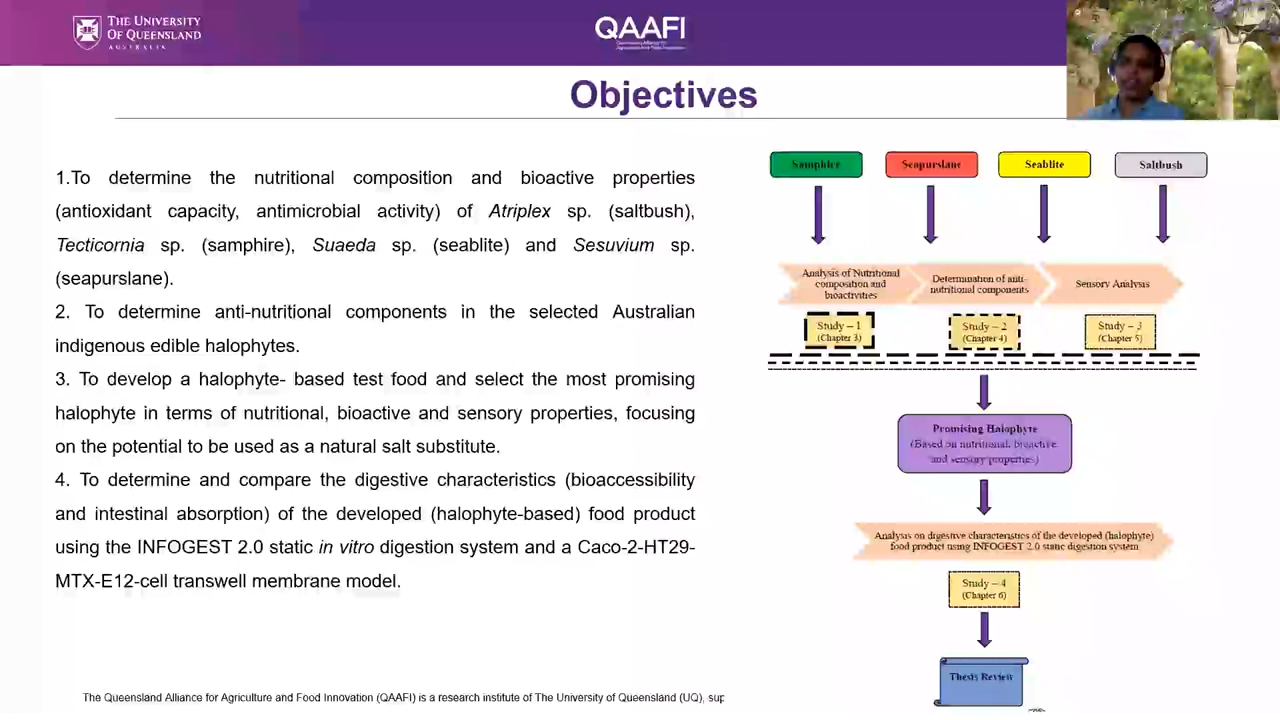 THE UNIVERSITY
OF QUEENSLAND
AUSTRALIA
QAAFI
Queensland Alliance for
Agriculture and Food Innovation
Objectives
1.To determine the nutritional composition and bioactive properties
(antioxidant capacity, antimicrobial activity) of Atriplex sp. (saltbush),
Tecticornia sp. (samphire), Suaeda sp. (seablite) and Sesuvium sp.
(seapurslane).
2. To determine anti-nutritional components in the selected Australian
indigenous edible halophytes.
3. To develop a halophyte- based test food and select the most promising
halophyte in terms of nutritional, bioactive and sensory properties, focusing
on the potential to be used as a natural salt substitute.
4. To determine and compare the digestive characteristics (bioaccessibility
and intestinal absorption) of the developed (halophyte-based) food product
using the INFOGEST 2.0 static in vitro digestion system and a Caco-2-HT29-
MTX-E12-cell transwell membrane model.
Samphire
Seapurslane
Seablite
Saltbush
Analysis of Nutritional
composition and
bioactivities
Determination of anti-
nutritional components
Sensory Analysis
Study – 1
(Chapter 3)
Study – 2
(Chapter 4)
Study – 3
(Chapter 5)
Promising Halophyte
(Based on nutritional, bioactive
and sensory properties)
Analysis on digestive characteristics of the developed (halophyte)
food product using INFOGEST 2.0 static digestion system
Study – 4
(Chapter 6)
Thesis Review
The Queensland Alliance for Agriculture and Food Innovation (QAAFI) is a research institute of The University of Queensland (UQ), sup